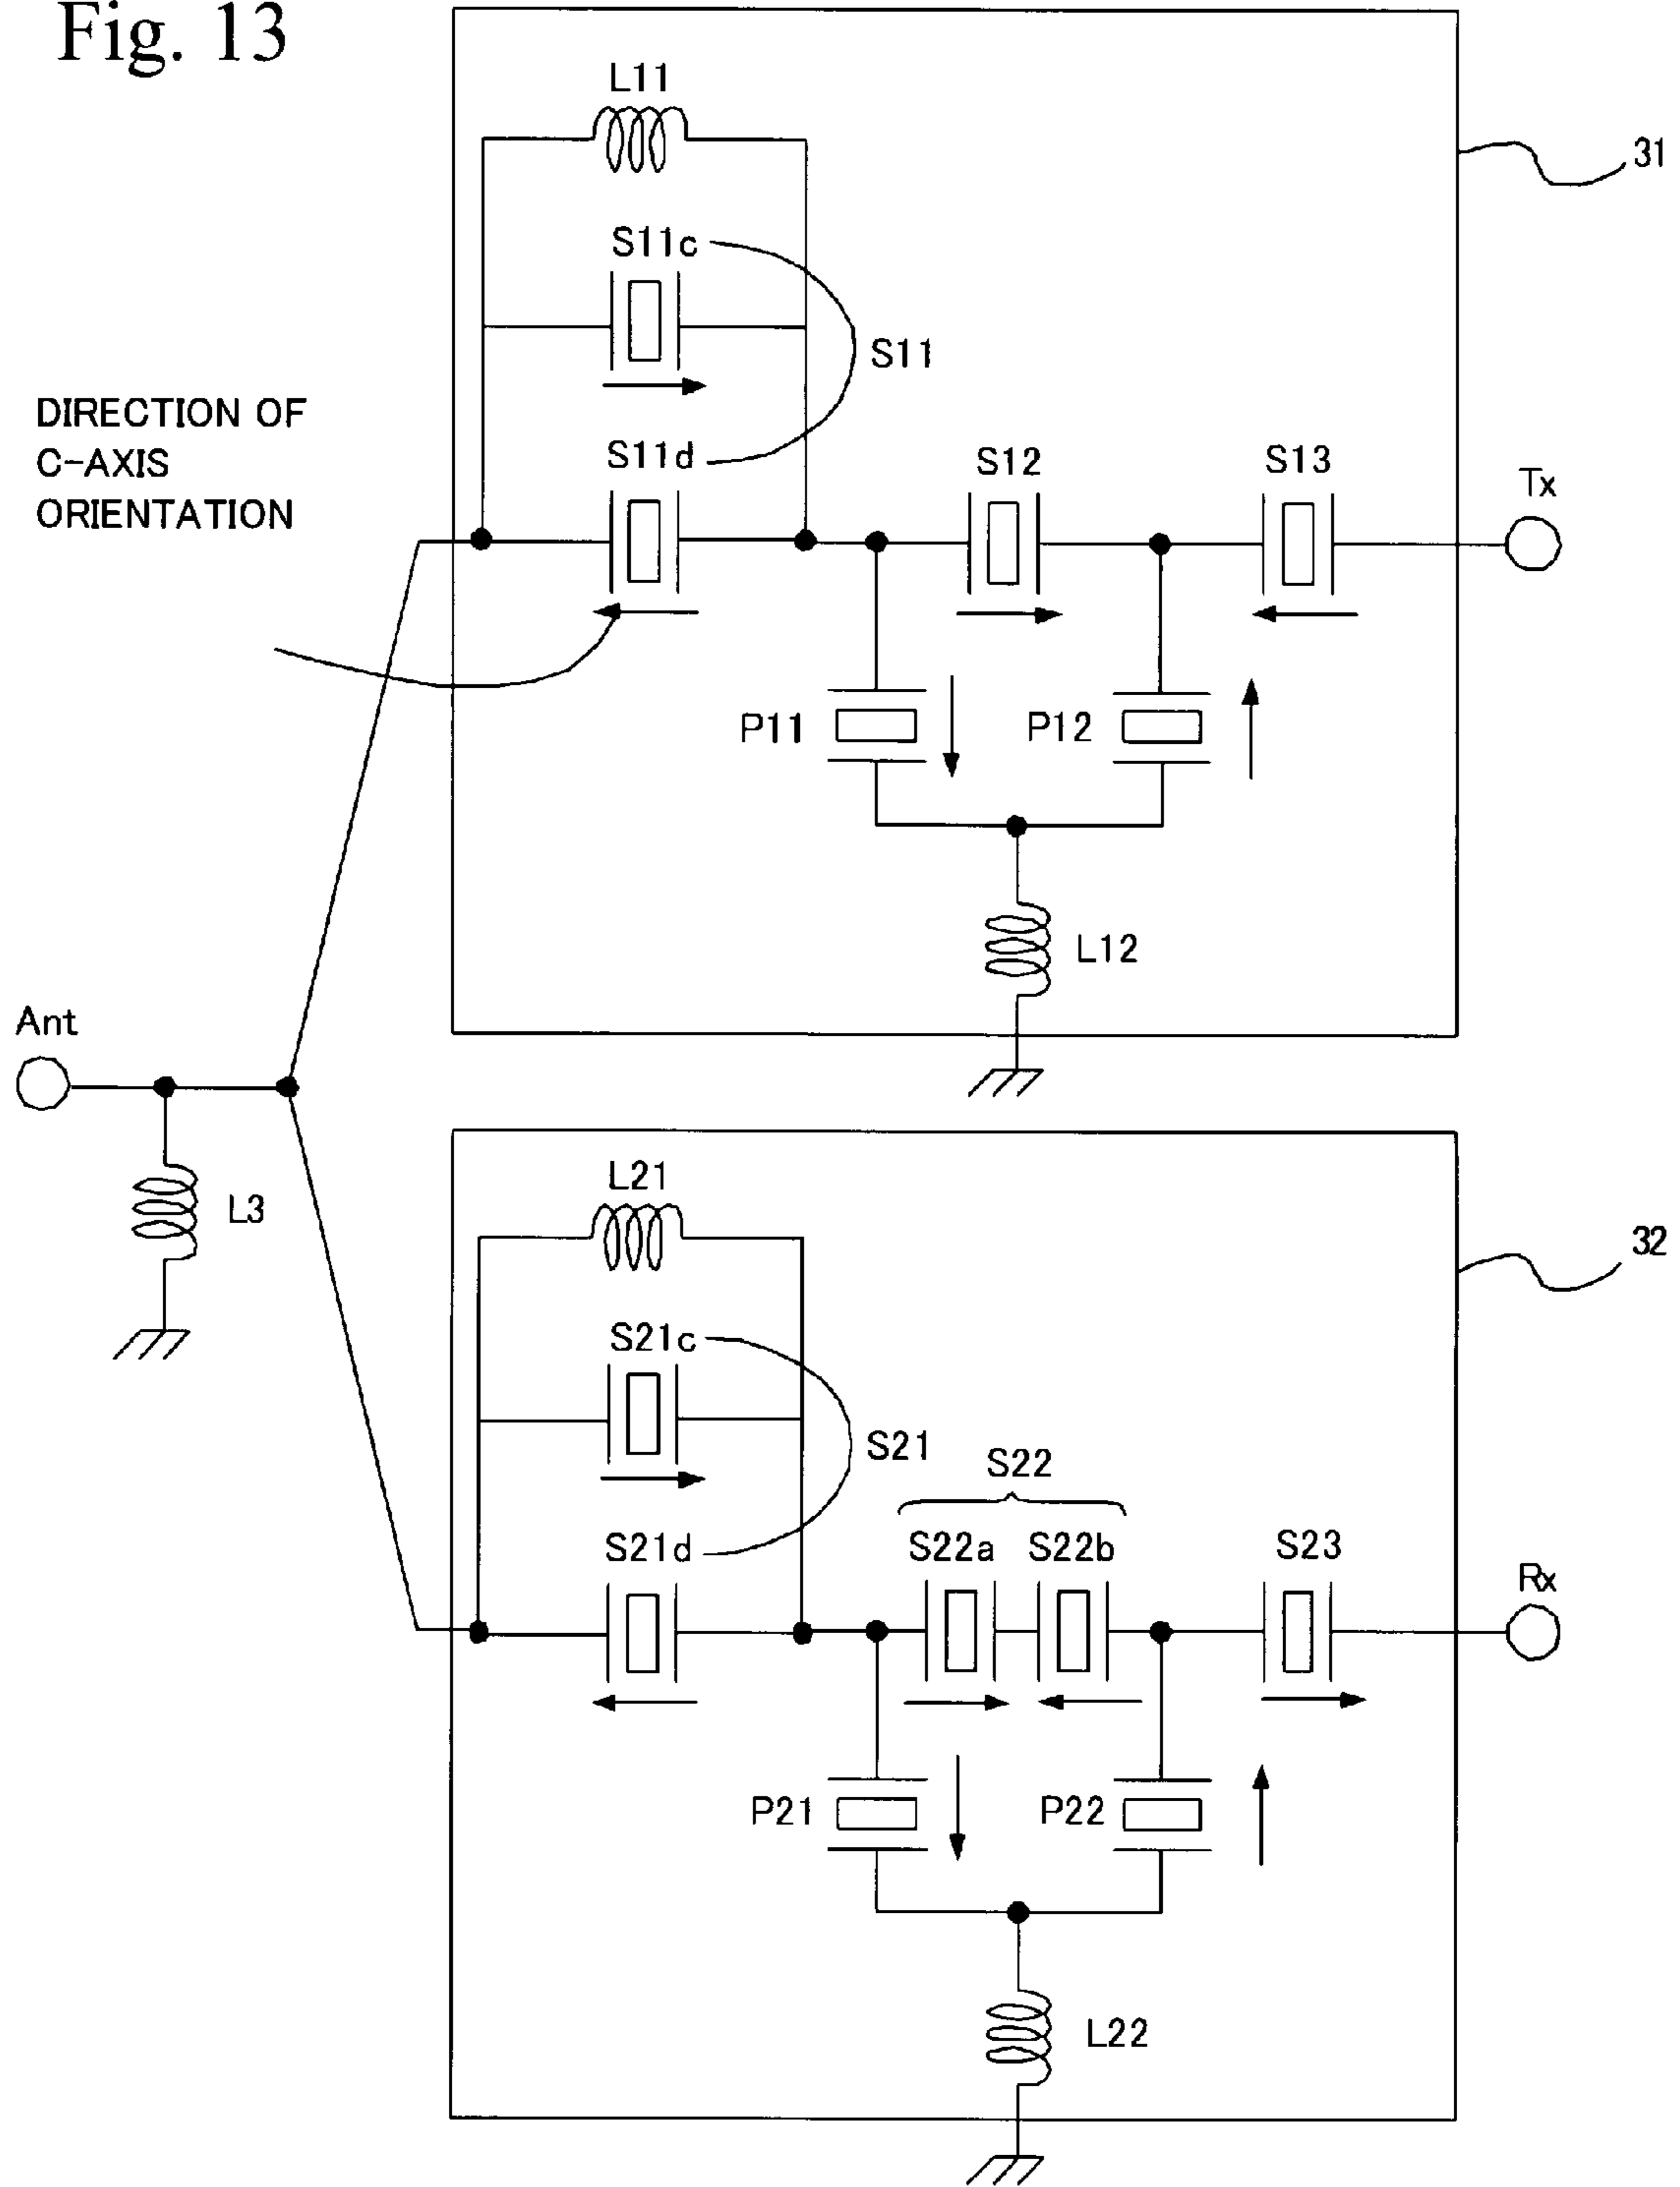 Fig. 13
L11
31
S11c
S11
DIRECTION OF
C-AXIS
ORIENTATION
S11d
S12
S13
Tx
P11
P12
L12
Ant
L3
L21
32
S21c
S21
S22
S21d
S22a
S22b
S23
Rx
P21
P22
L22